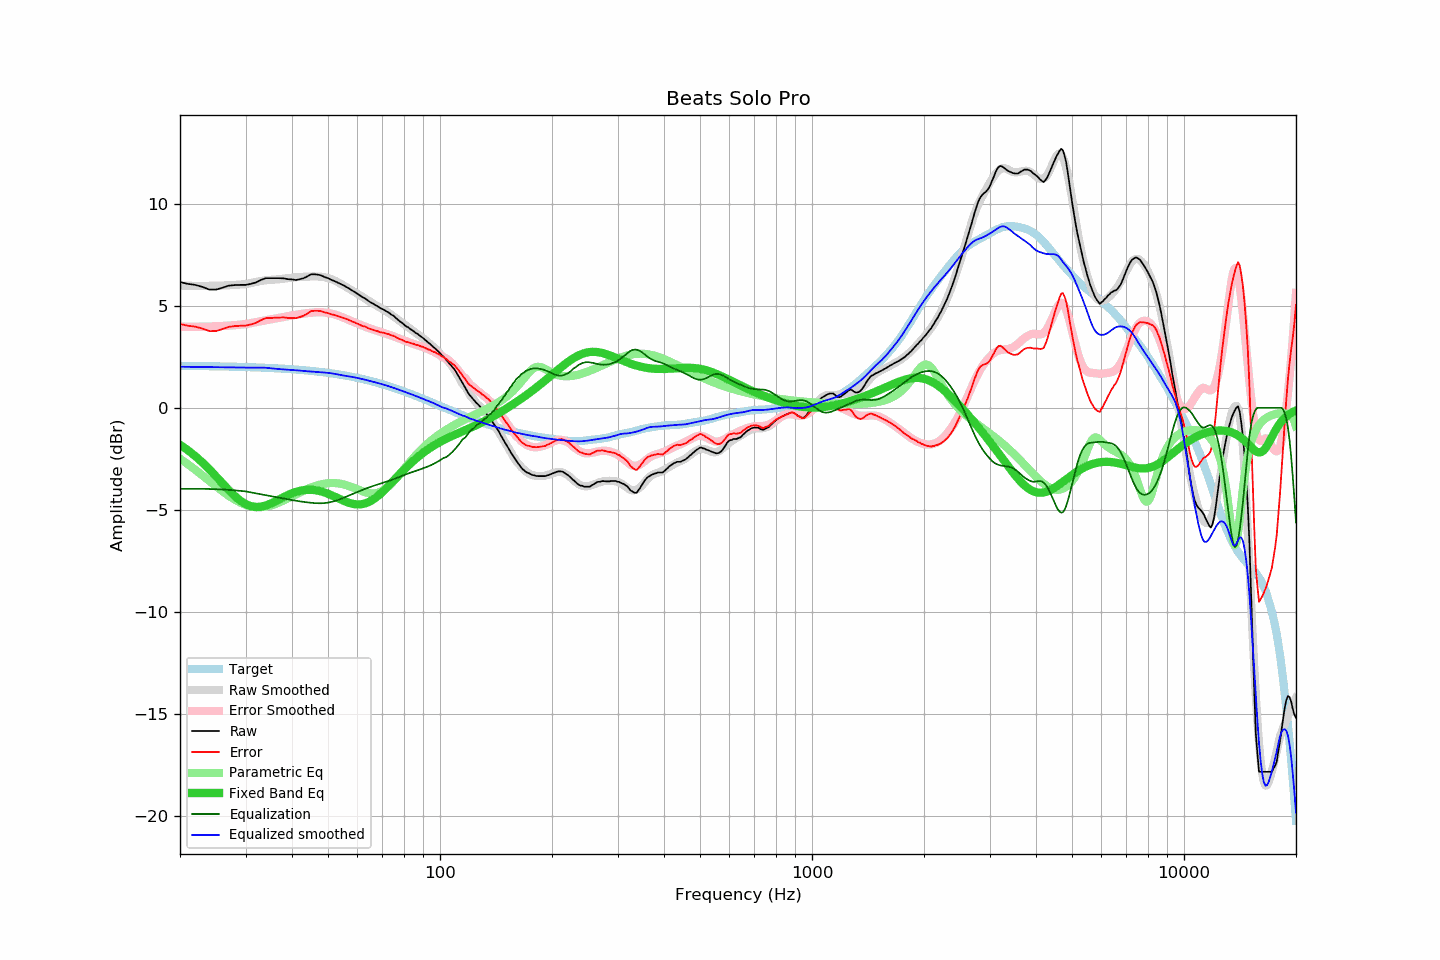 Beats Solo Pro
Amplitude (dBr)
10
5
0
−5
−10
−15
−20
Target
Raw Smoothed
Error Smoothed
Raw
Error
Parametric Eq
Fixed Band Eq
Equalization
Equalized smoothed
100
1000
10000
Frequency (Hz)